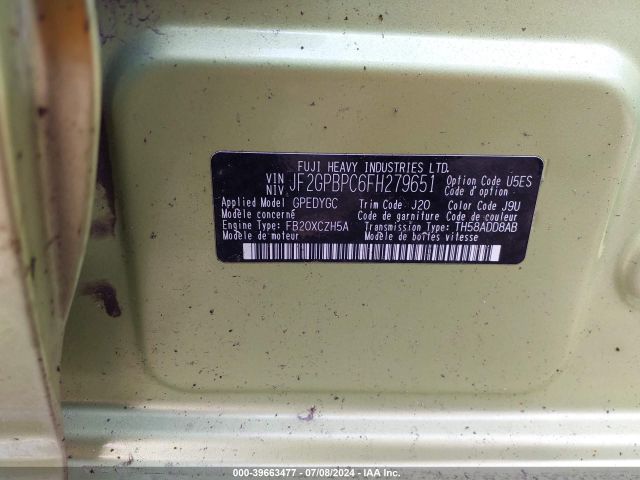 FUJI HEAVY INDUSTRIES LTD.
VIN NIV JF2GPBPC6FH279651 Option Code U5ES
Code d'équipement
Applied Model GPEDYGC Trim Code J20 Color Code J9U
Modèle concerné Code de garniture Code de couleur
Engine Type: FB20XCZH5A Transmission Type: TH58ADD8AB
Modèle de moteur Modèle de boîtes vitesse
000-39663477 - 07/08/2024 - IAA Inc.